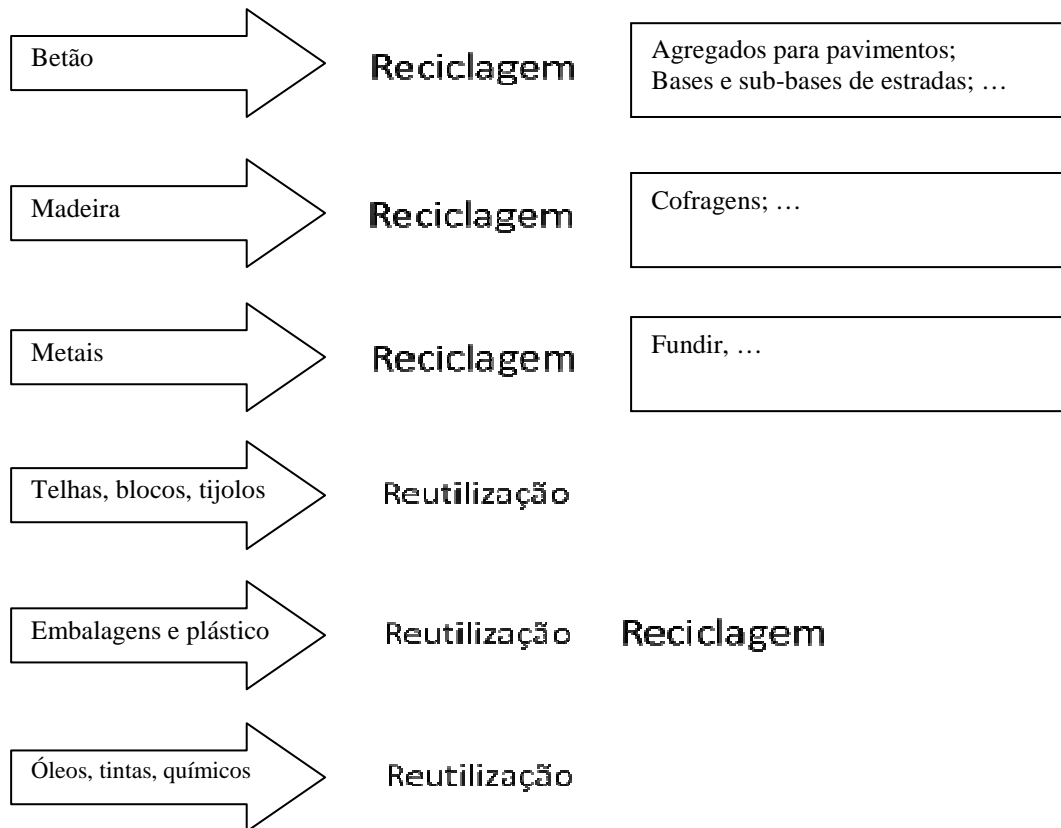 Betão
Reciclagem
Agregados para pavimentos;
Bases e sub-bases de estradas; …
Madeira
Reciclagem
Cofragens; …
Metais
Reciclagem
Fundir, …
Telhas, blocos, tijolos
Reutilização
Embalagens e plástico
Reutilização
Reciclagem
Óleos, tintas, químicos
Reutilização